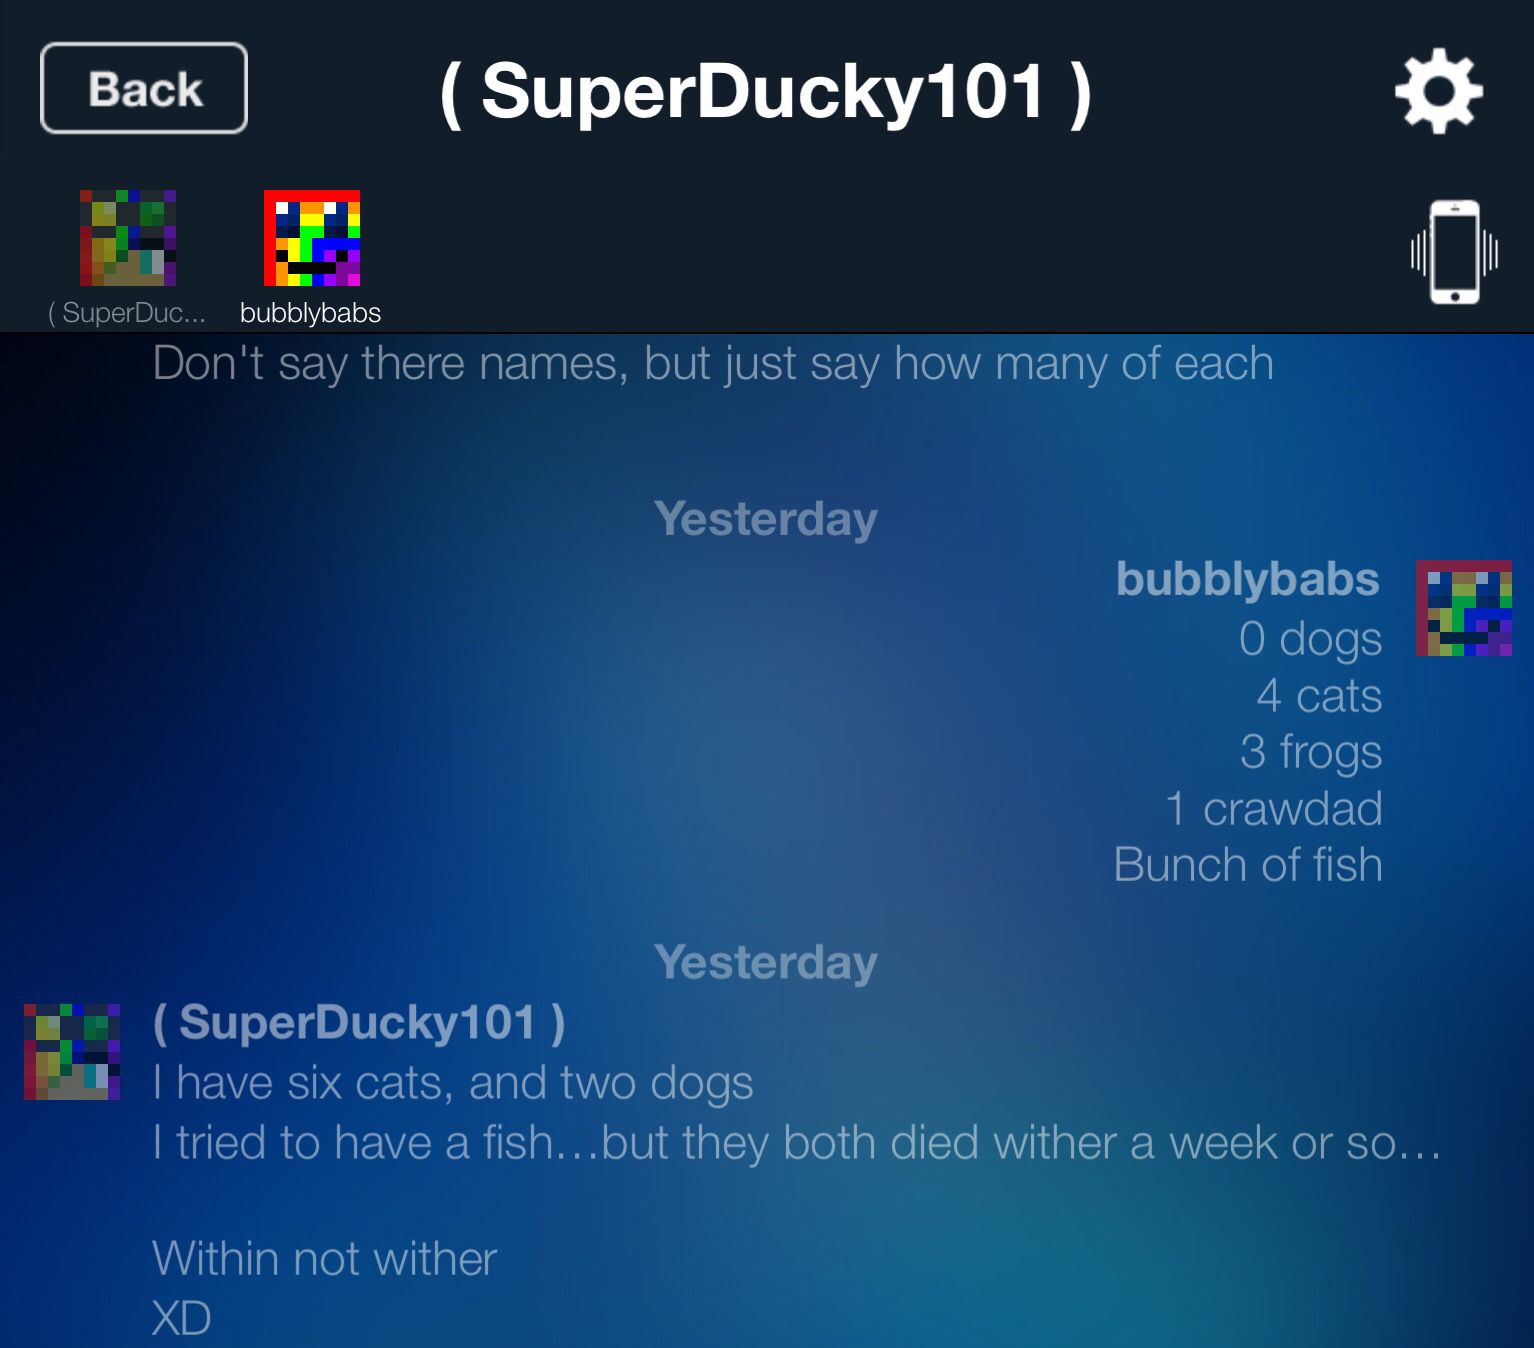 Back
( SuperDucky101 )
( SuperDuc...
bubblybabs
Don't say there names, but just say how many of each
Yesterday
bubblybabs
0 dogs
4 cats
3 frogs
1 crawdad
Bunch of fish
Yesterday
( SuperDucky101 )
I have six cats, and two dogs
I tried to have a fish...but they both died wither a week or so...
Within not wither
XD